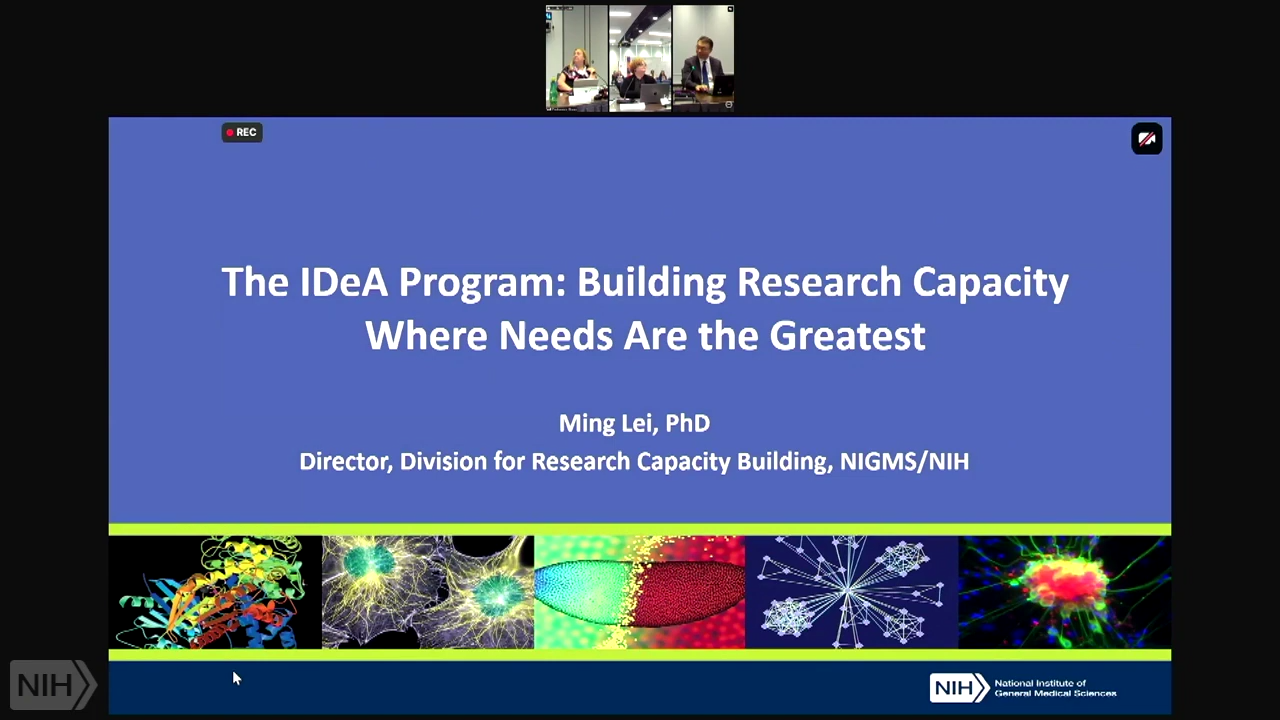 REC
The IDeA Program: Building Research Capacity
Where Needs Are the Greatest
Ming Lei, PhD
Director, Division for Research Capacity Building, NIGMS/NIH
NIH
NIH
National Institute of
General Medical Sciences